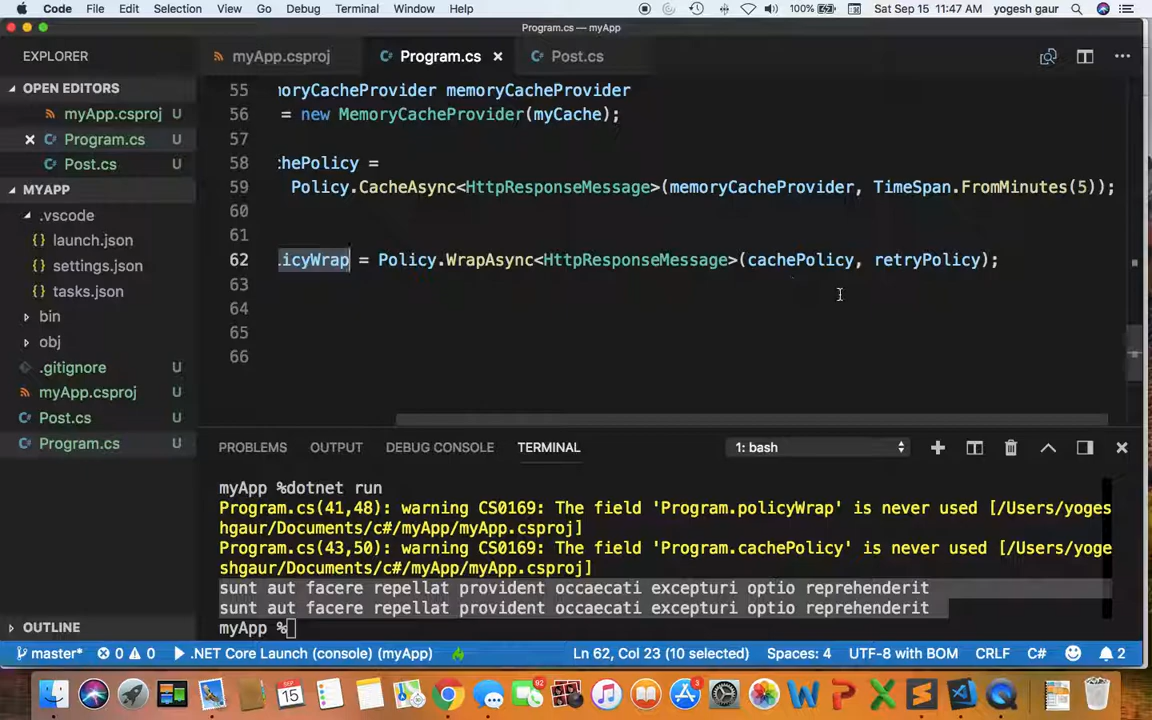 Code File Edit Selection View Go Debug Terminal Window Help 100% Sat Sep 15 11:47 AM yogesh gaur
Program.cs — myApp
EXPLORER
myApp.csproj Program.cs Post.cs
OPEN EDITORS
myApp.csproj U
Program.cs U
Post.cs U
MYAPP
.vscode
launch.json
settings.json
tasks.json
bin
obj
.gitignore U
myApp.csproj U
Post.cs U
Program.cs U
OUTLINE
55 noryCacheProvider memoryCacheProvider
56 = new MemoryCacheProvider(myCache);
57
58 :hePolicy =
59 Policy.CacheAsync<HttpResponseMessage>(memoryCacheProvider, TimeSpan.FromMinutes(5));
60
61
62 .icyWrap = Policy.WrapAsync<HttpResponseMessage>(cachePolicy, retryPolicy);
63
64
65
66
PROBLEMS OUTPUT DEBUG CONSOLE TERMINAL 1: bash
myApp %dotnet run
Program.cs(41,48): warning CS0169: The field 'Program.policyWrap' is never used [/Users/yoges
hgaur/Documents/c#/myApp/myApp.csproj]
Program.cs(43,50): warning CS0169: The field 'Program.cachePolicy' is never used [/Users/yoge
shgaur/Documents/c#/myApp/myApp.csproj]
sunt aut facere repellat provident occaecati excepturi optio reprehenderit
sunt aut facere repellat provident occaecati excepturi optio reprehenderit
myApp %
master* 0 0 .NET Core Launch (console) (myApp) Ln 62, Col 23 (10 selected) Spaces: 4 UTF-8 with BOM CRLF C# 2
15 92 3